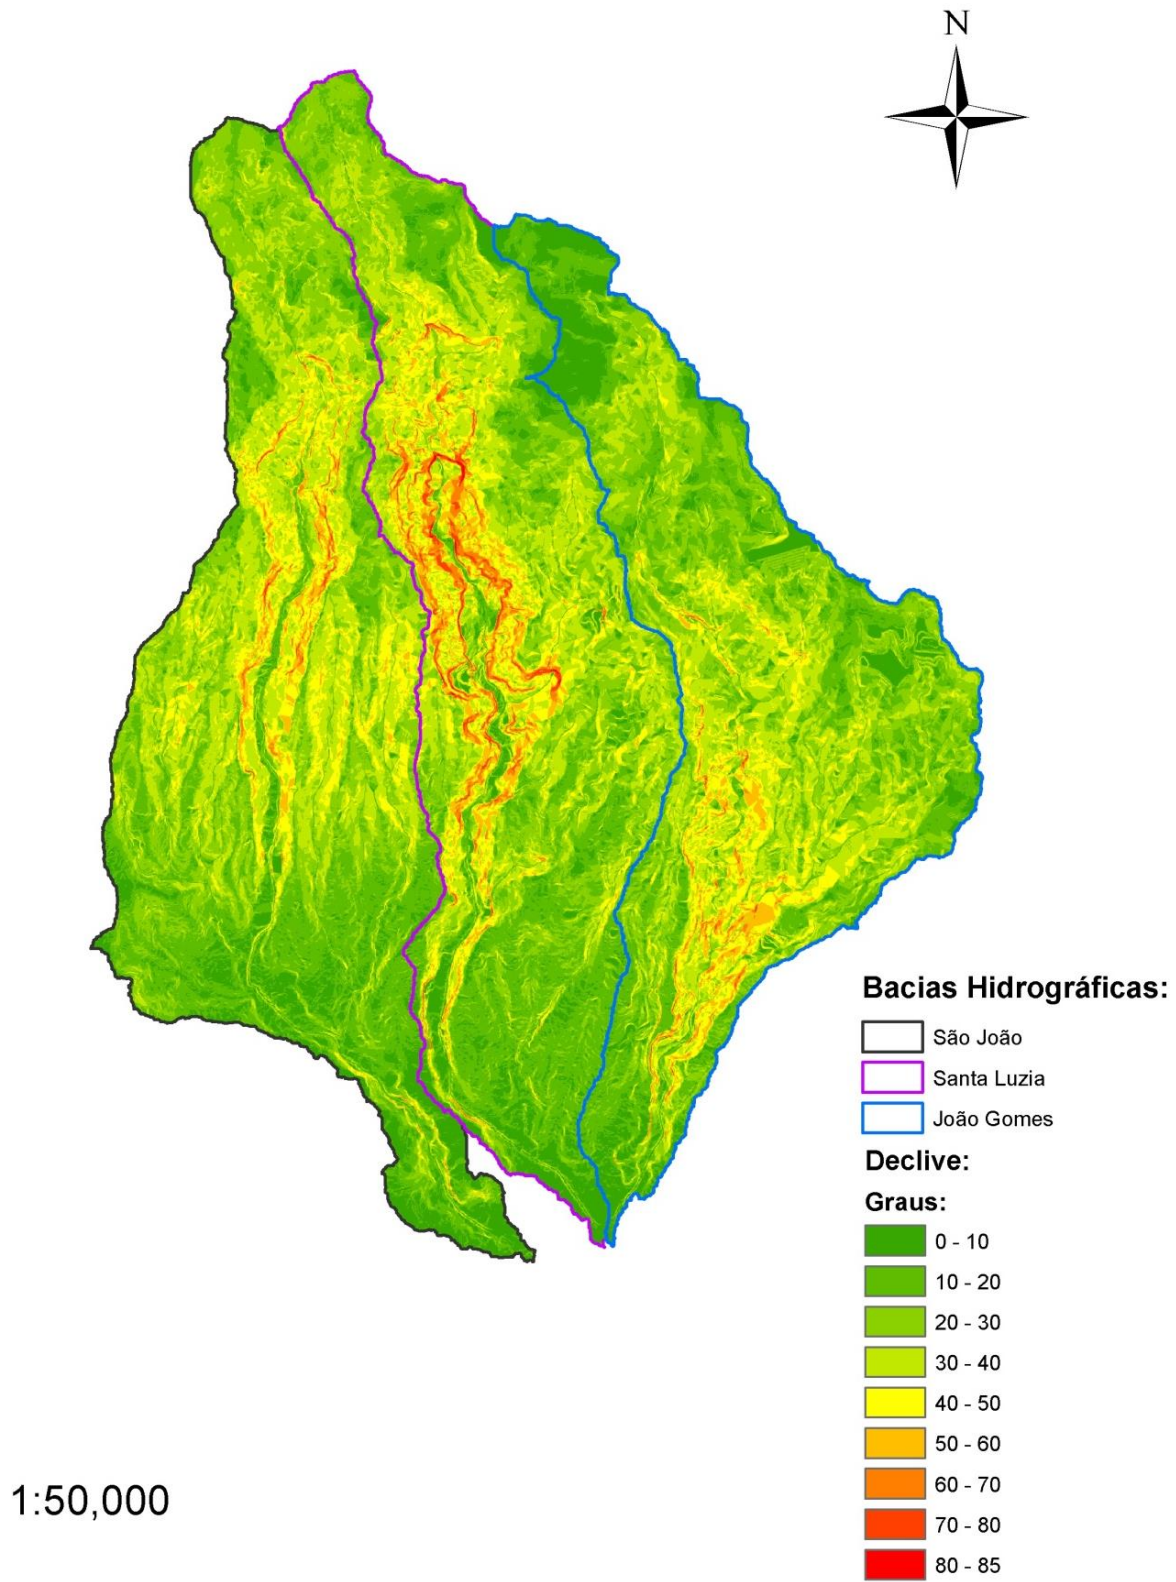 N
Bacias Hidrográficas:
São João
Santa Luzia
João Gomes
Declive:
Graus:
0 - 10
10 - 20
20 - 30
30 - 40
40 - 50
50 - 60
60 - 70
70 - 80
80 - 85
1:50,000